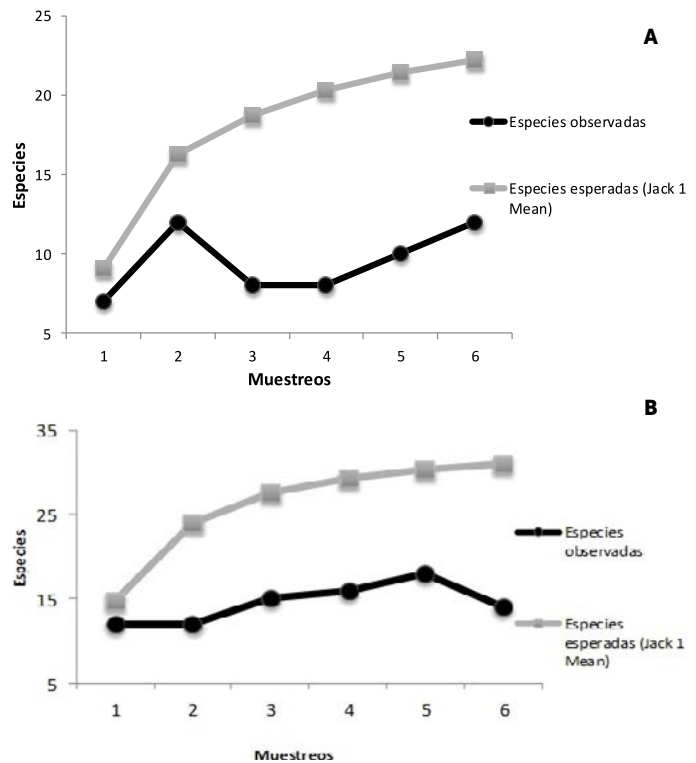 A
25
20
15
10
5
Especies
1 2 3 4 5 6
Muestreos
Especies observadas
Especies esperadas (Jack 1
Mean)
B
35
25
15
5
Especies
1 2 3 4 5 6
Muestreos
Especies
observadas
Especies
esperadas (Jack 1
Mean)